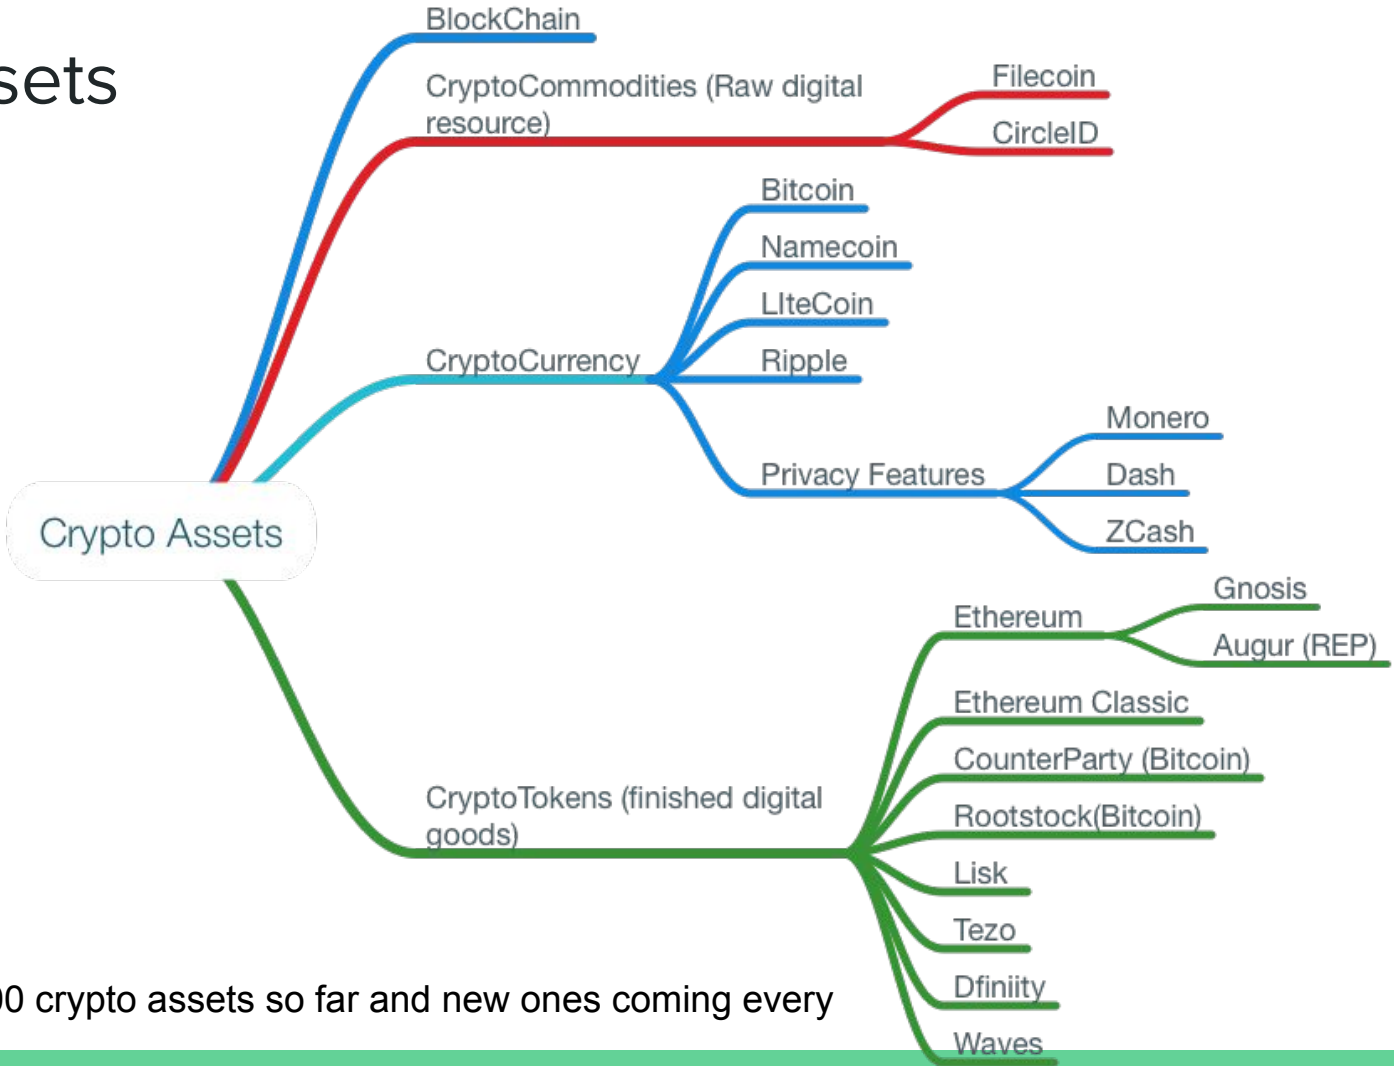 sets
BlockChain
CryptoCommodities (Raw digital
resource)
Filecoin
CircleID
CryptoCurrency
Bitcoin
Namecoin
LIteCoin
Ripple
Privacy Features
Monero
Dash
ZCash
Crypto Assets
CryptoTokens (finished digital
goods)
Ethereum
Gnosis
Augur (REP)
Ethereum Classic
CounterParty (Bitcoin)
Rootstock(Bitcoin)
Lisk
Tezo
Dfiniity
Waves
00 crypto assets so far and new ones coming every